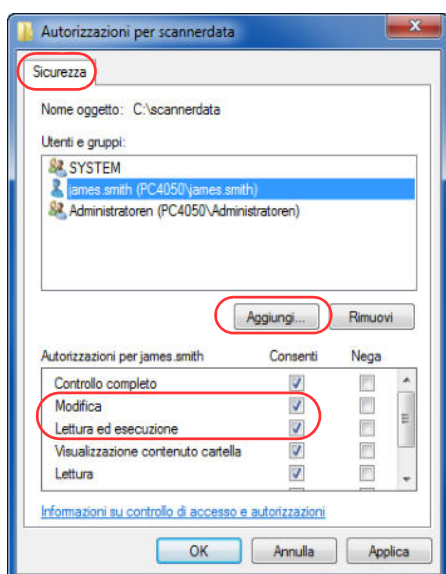 Autorizzazioni per scannerdata
Sicurezza
Nome oggetto: C:\scannerdata
Utenti e gruppi:
SYSTEM
james.smith (PC4050\james.smith)
Administratoren (PC4050\Administratoren)
Aggiungi... Rimuovi
Autorizzazioni per james.smith Consenti Nega
Controllo completo
Modifica
Lettura ed esecuzione
Visualizzazione contenuto cartella
Lettura
Informazioni su controllo di accesso e autorizzazioni
OK Annulla Applica